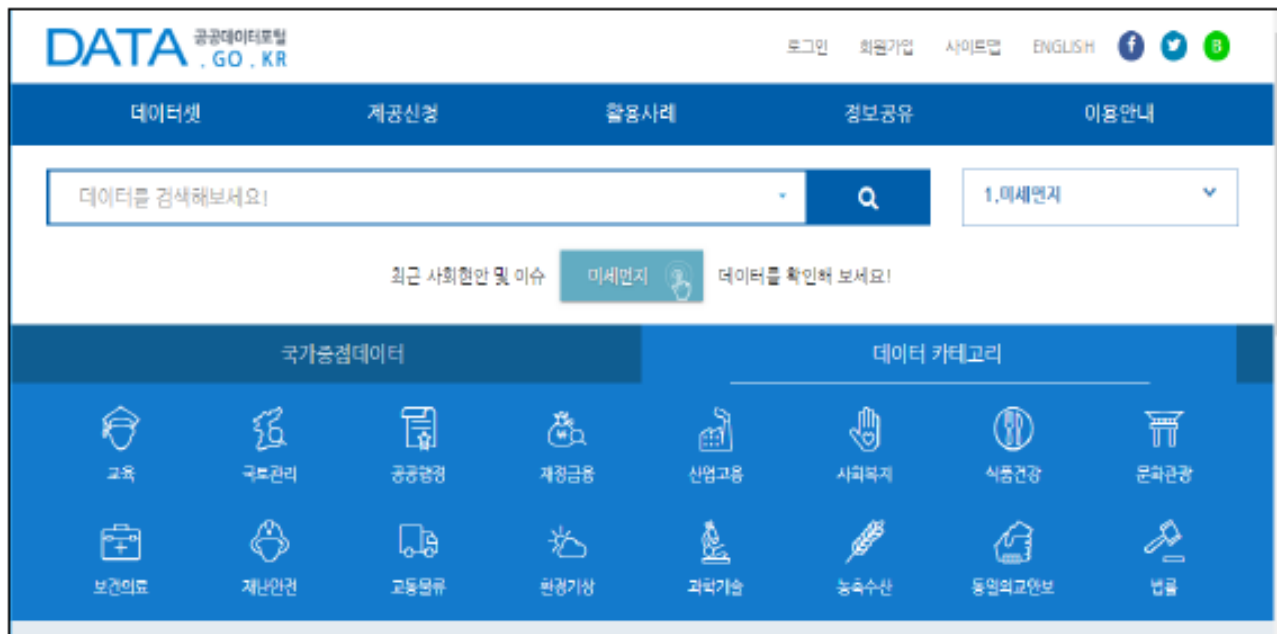 DATA 공공데이터포털
. GO . KR
로그인 회원가입 사이트맵 ENGLISH f B
데이터셋 제공신청 활용사례 정보공유 이용안내
데이터를 검색해보세요! 1,미세먼지
최근 사회현안 및 이슈 미세먼지 데이터를 확인해 보세요!
국가중점데이터 데이터 카테고리
교육 국토관리 공공행정 재정금융 산업고용 사회복지 식품건강 문화관광
보건의료 재난안전 교통물류 환경기상 과학기술 농축수산 통일외교안보 법률